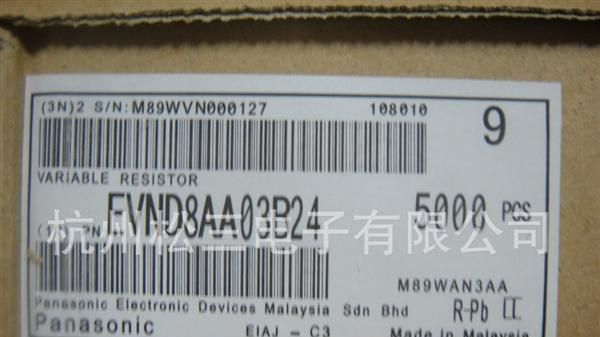 (3N)2 S/N:M89WVN000127 108010
9
VARIABLE RESISTOR
EVND8AA03B24 5000 PCS
杭州松三电子有限公司
M89WAN3AA
Panasonic Electronic Devices Malaysia Sdn Bhd
R-Pb
Panasonic EIAJ - C3 Made in Malaysia